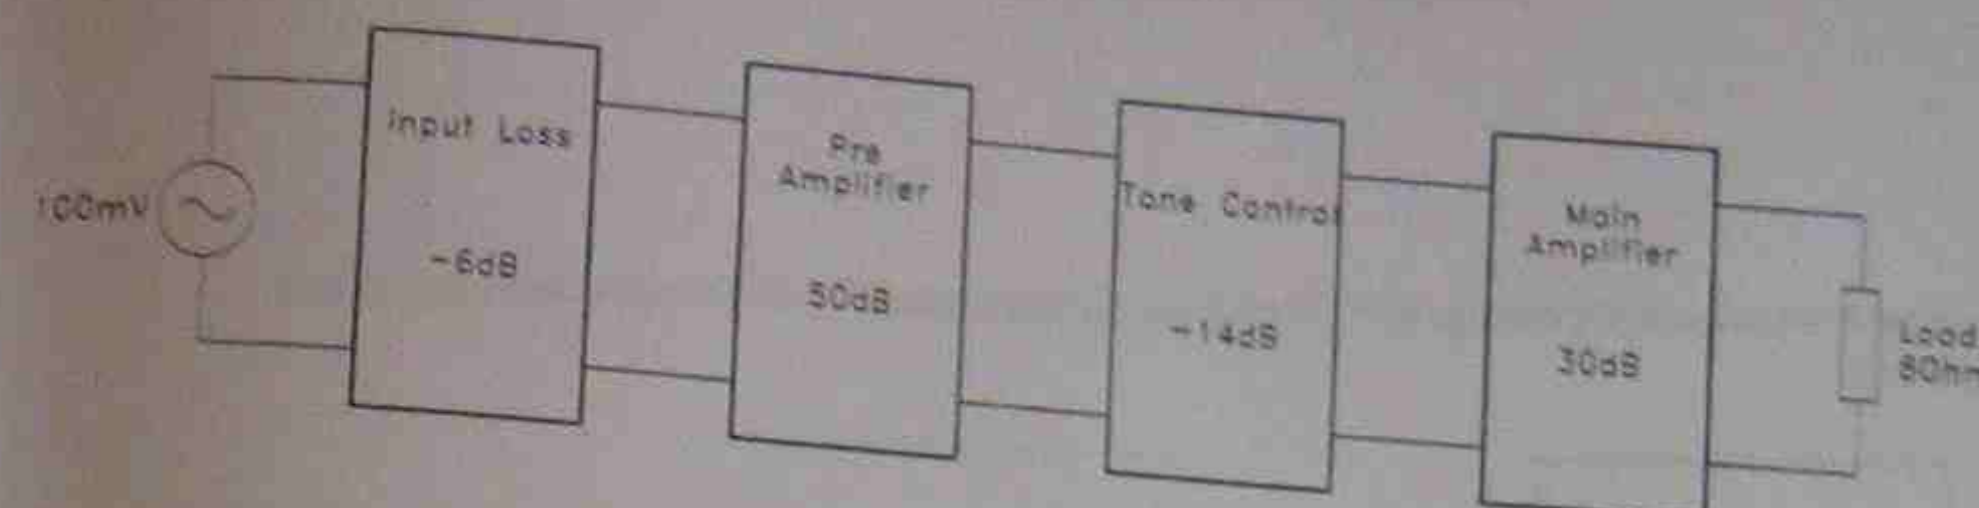 100mV
Input Loss
-6dB
Pre
Amplifier
50dB
Tone Control
-14dB
Main
Amplifier
30dB
Load
8Ohm